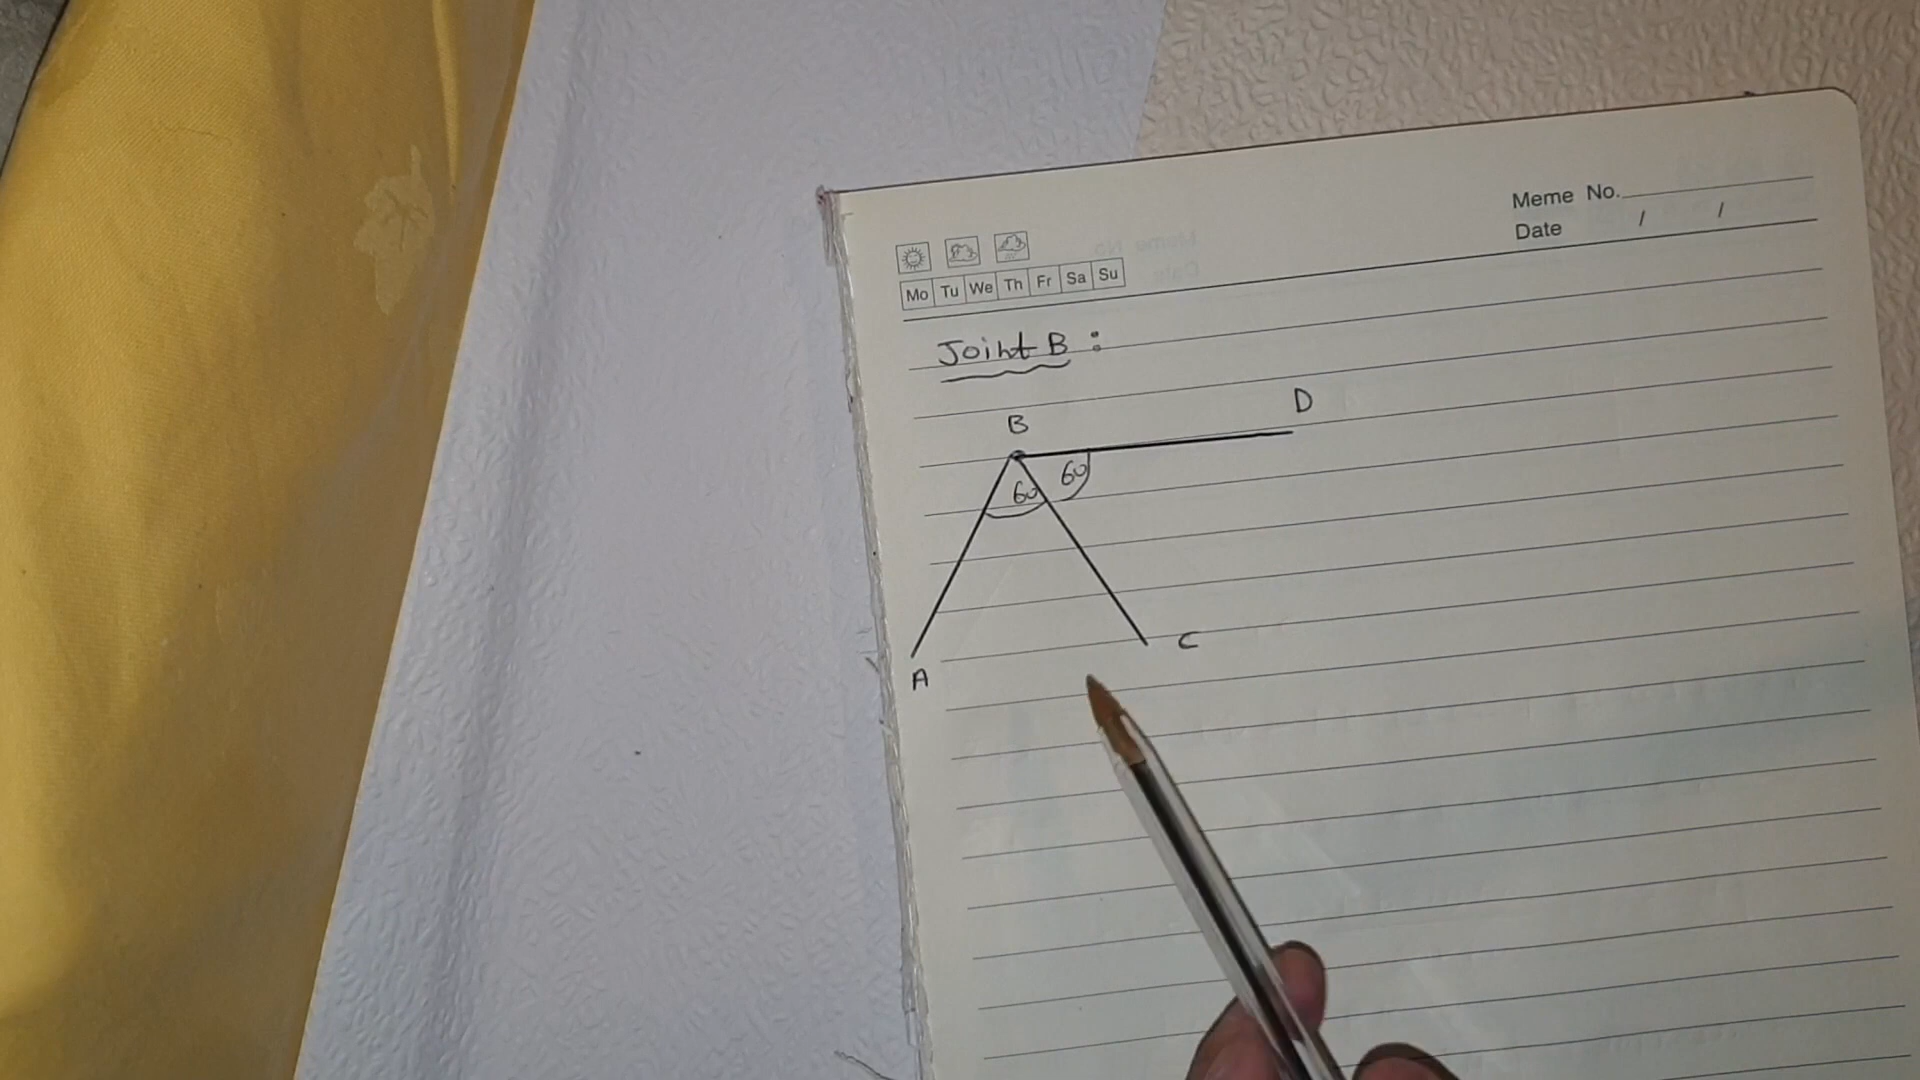 Meme No.
Date / /
Mo Tu We Th Fr Sa Su
Joint B :
B
D
60
60
A
C